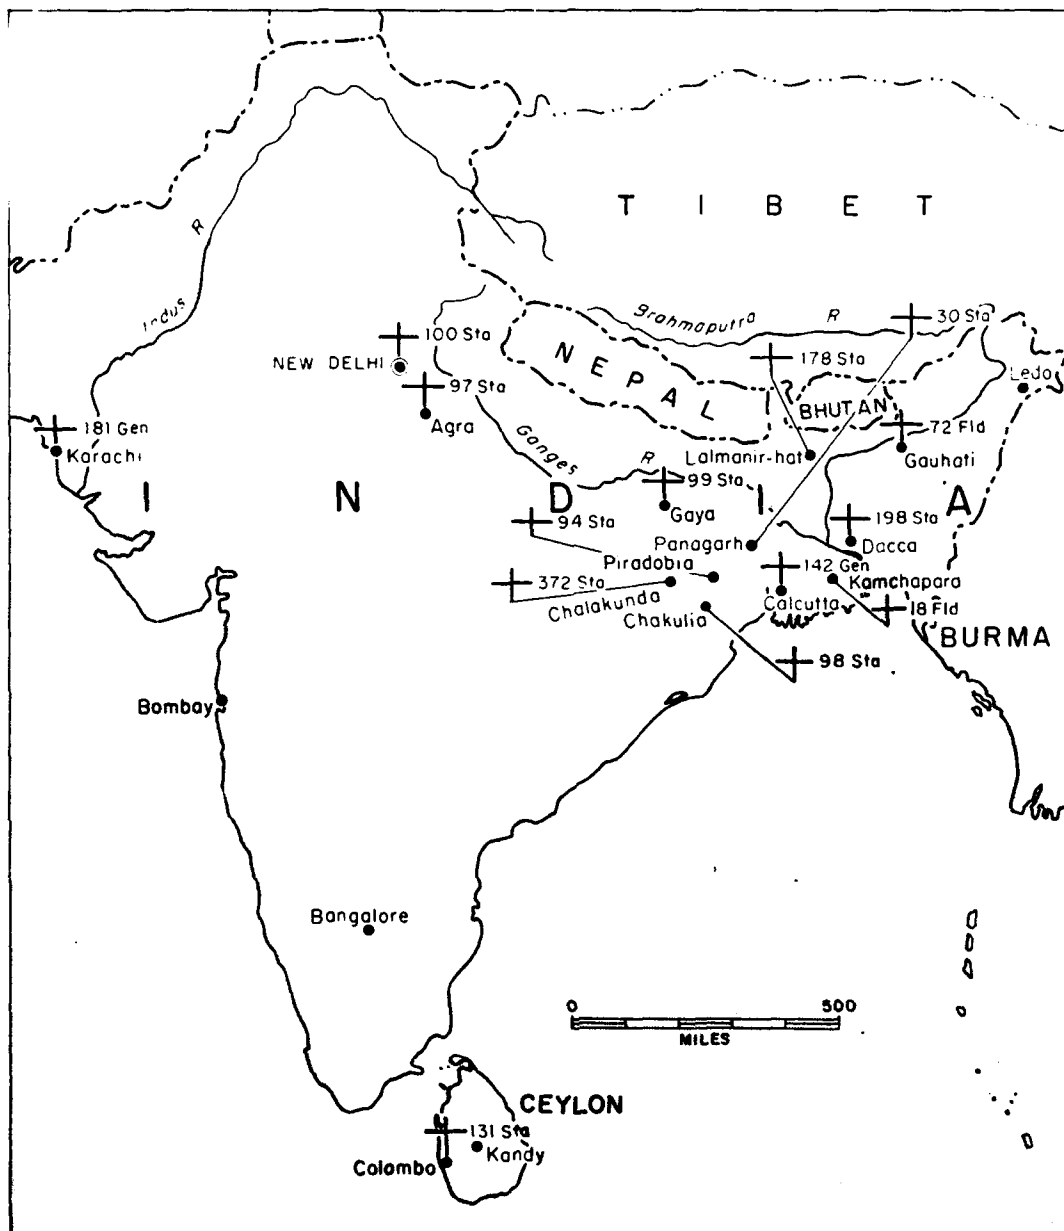 T I B E T
R
Indus
Brahmaputra R
30 Sta
100 Sta
178 Sta
NEW DELHI
NEPAL
Ledo
97 Sta
BHUTAN
181 Gen
Agra
72 Fld
Karachi
Ganges R
Lalmanir-hat
Gauhati
99 Sta
I N D I A
94 Sta
Gaya
198 Sta
Panagarh
Dacca
Piradobia
142 Gen
372 Sta
Kamchapara
Chalakunda
Calcutta
18 Fld
Chakulia
BURMA
98 Sta
Bombay
Bangalore
0 500
MILES
CEYLON
131 Sta
Kandy
Colombo